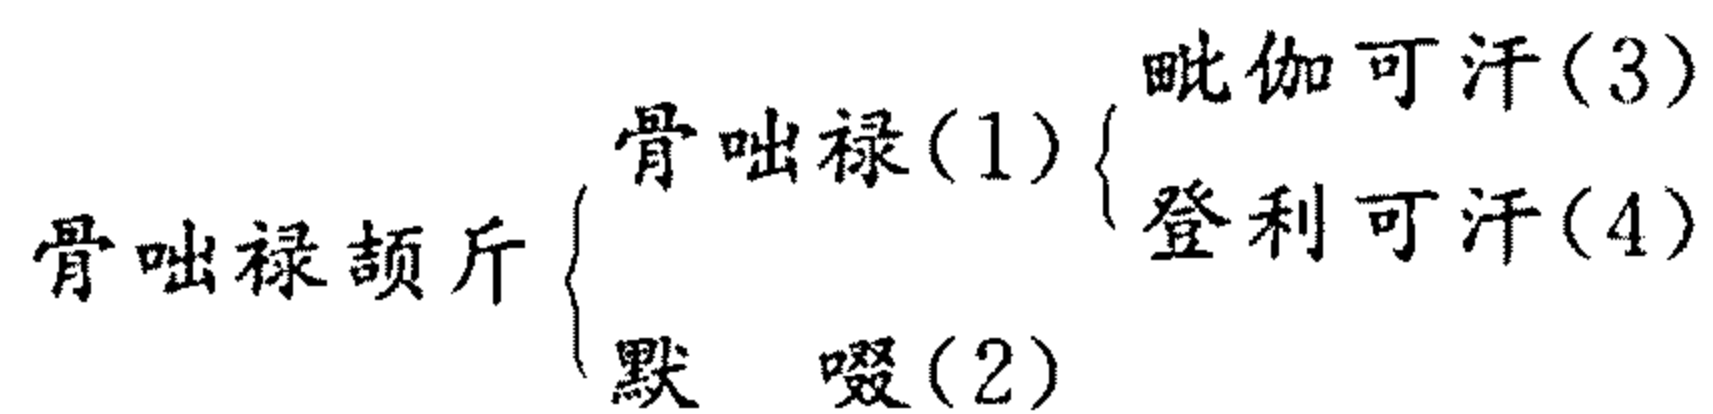 毗伽可汗(3)
骨咄禄(1)
登利可汗(4)
骨咄禄颉斤
默 啜(2)